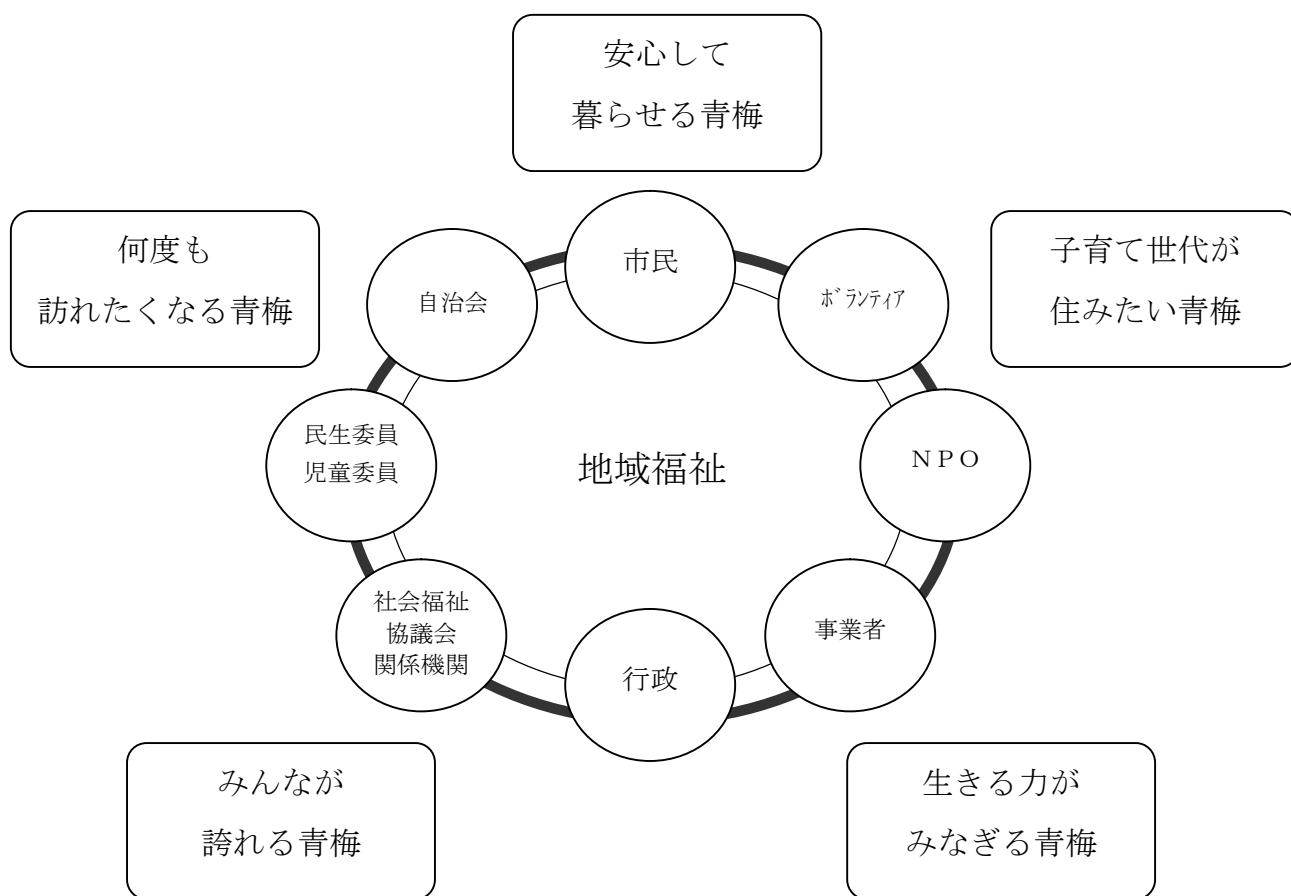 安心して
暮らせる青梅
何度も
訪れたくなる青梅
子育て世代が
住みたい青梅
市民
自治会
ﾎﾞﾗﾝﾃｨｱ
民生委員
児童委員
地域福祉
ＮＰＯ
社会福祉
協議会
関係機関
行政
事業者
みんなが
誇れる青梅
生きる力が
みなぎる青梅